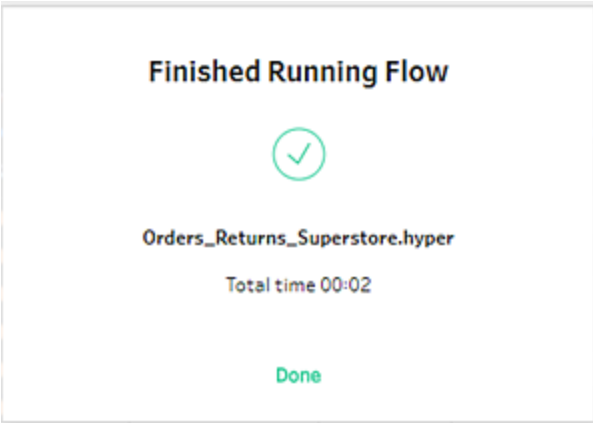 Finished Running Flow
Orders_Returns_Superstore.hyper
Total time 00:02
Done